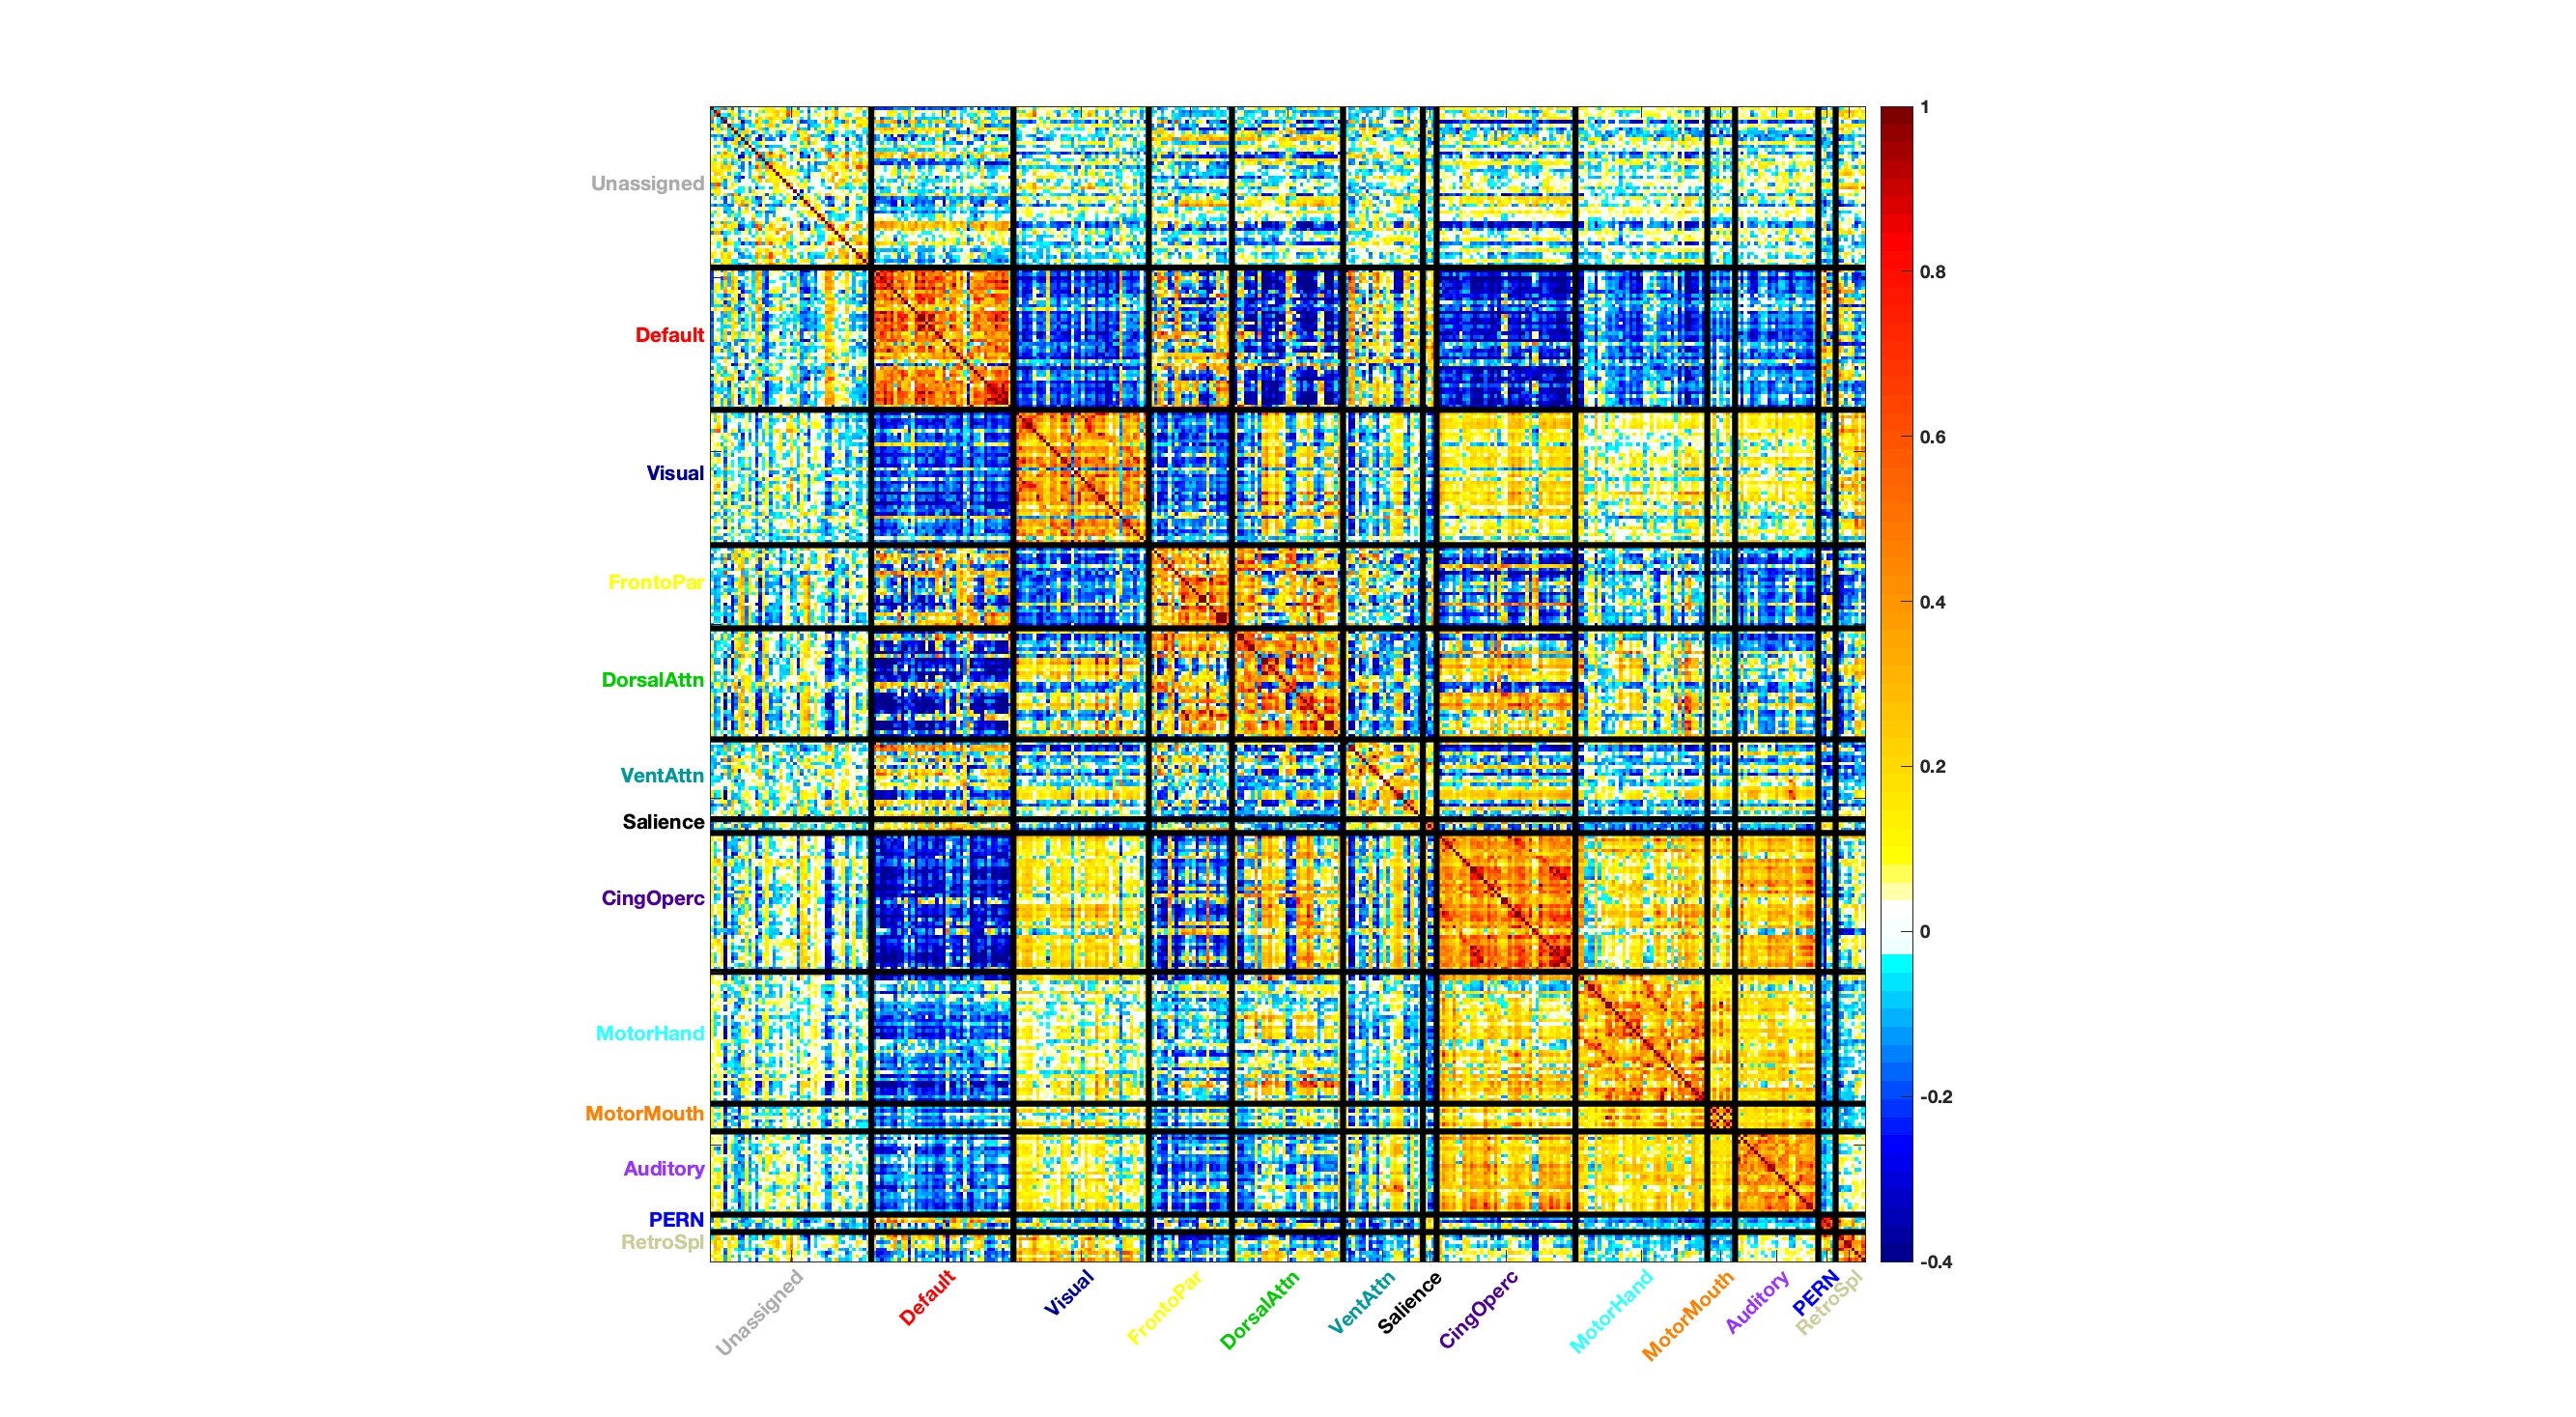 Unassigned
Default
Visual
FrontoPar
DorsalAttn
VentAttn
Salience
CingOperc
MotorHand
MotorMouth
Auditory
PERN
RetroSpl
Unassigned
Default
Visual
FrontoPar
DorsalAttn
VentAttn
Salience
CingOperc
MotorHand
MotorMouth
Auditory
PERN
RetroSpl
1
0.8
0.6
0.4
0.2
0
-0.2
-0.4